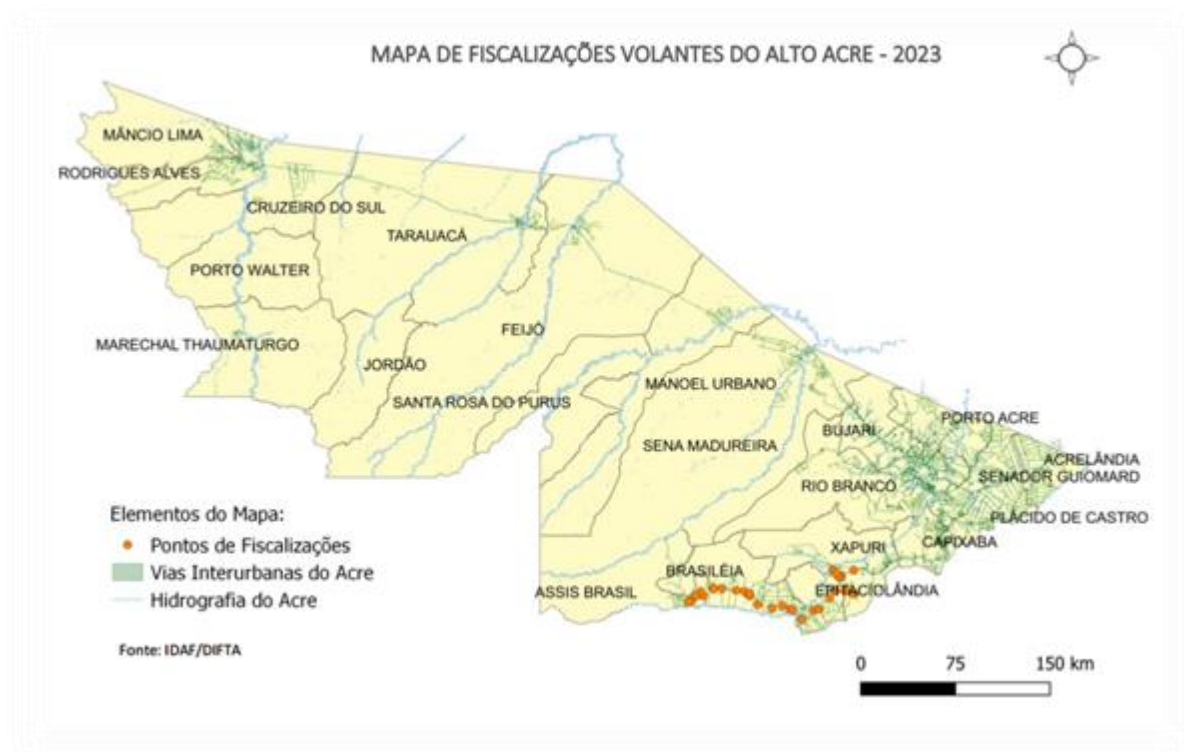 MAPA DE FISCALIZAÇÕES VOLANTES DO ALTO ACRE - 2023
MÂNCIO LIMA
RODRIGUES ALVES
CRUZEIRO DO SUL
TARAUACÁ
PORTO WALTER
FEIJÓ
MARECHAL THAUMATURGO
JORDÃO
MANOEL URBANO
SANTA ROSA DO PURUS
PORTO ACRE
BUJARI
SENA MADUREIRA
ACRELÂNDIA
SENADOR GUIOMARD
RIO BRANCO
PLÁCIDO DE CASTRO
CAPIXABA
XAPURI
BRASILÉIA
EPITACIOLÂNDIA
ASSIS BRASIL
Elementos do Mapa:
Pontos de Fiscalizações
Vias Interurbanas do Acre
Hidrografia do Acre
Fonte: IDAF/DIFTA
0 75 150 km